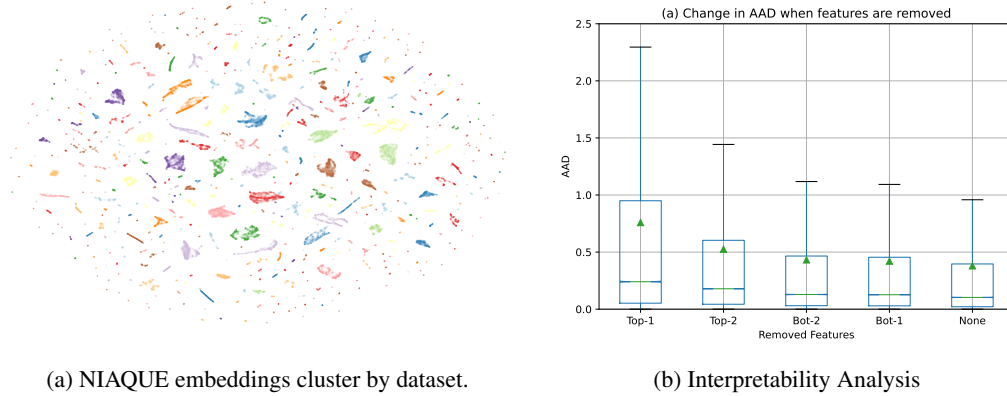 (a) Change in AAD when features are removed
2.5
2.0
1.5
1.0
0.5
0.0
AAD
Top-1 Top-2 Bot-2 Bot-1 None
Removed Features
(a) NIAQUE embeddings cluster by dataset.
(b) Interpretability Analysis